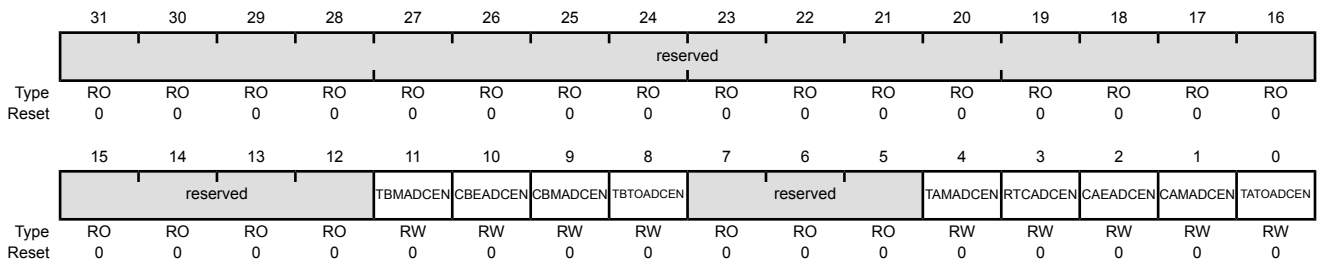 31 30 29 28 27 26 25 24 23 22 21 20 19 18 17 16
reserved
Type RO RO RO RO RO RO RO RO RO RO RO RO RO RO RO RO
Reset 0 0 0 0 0 0 0 0 0 0 0 0 0 0 0 0
15 14 13 12 11 10 9 8 7 6 5 4 3 2 1 0
reserved TBMADCEN CBEADCEN CBMADCEN TBTOADCEN reserved TAMADCEN RTCADCEN CAEADCEN CAMADCEN TATOADCEN
Type RO RO RO RO RW RW RW RW RO RO RO RW RW RW RW RW
Reset 0 0 0 0 0 0 0 0 0 0 0 0 0 0 0 0